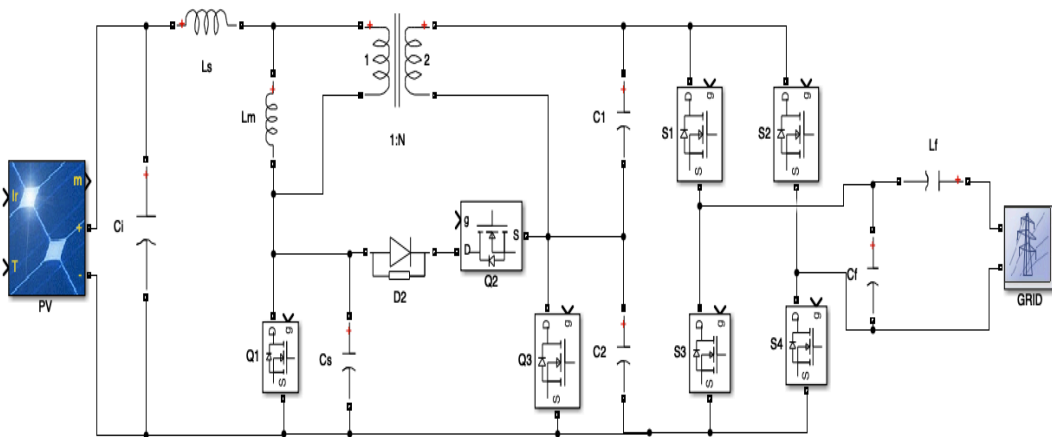 Ls
1
2
Lm
1:N
C1
S1
D
g
S
S2
D
g
S
Lf
Ir
m
+
T
-
PV
Ci
g
D
S
Q2
D2
Cf
GRID
Q1
D
g
S
Cs
Q3
D
g
S
C2
S3
D
g
S
S4
D
g
S